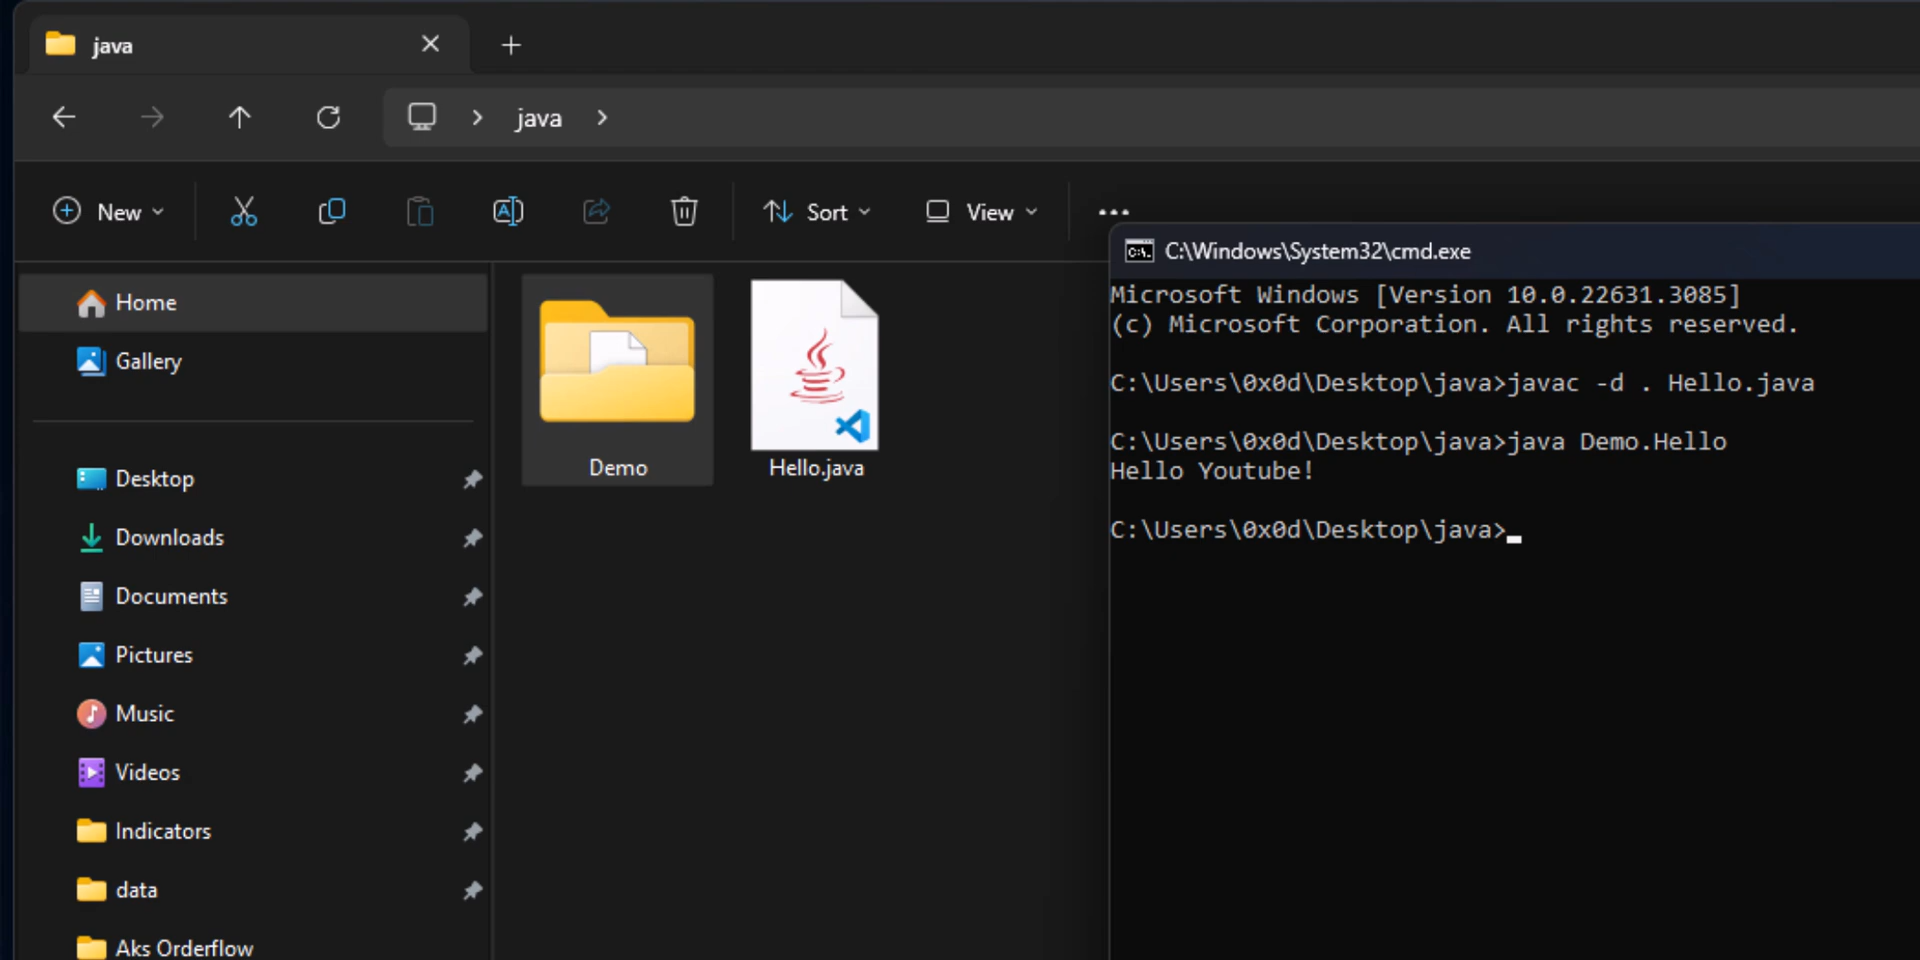 java
java
New
Sort
View
Home
Gallery
Desktop
Downloads
Documents
Pictures
Music
Videos
Indicators
data
Aks Orderflow
Demo
Hello.java
C:\Windows\System32\cmd.exe
Microsoft Windows [Version 10.0.22631.3085]
(c) Microsoft Corporation. All rights reserved.
C:\Users\0x0d\Desktop\java>javac -d . Hello.java
C:\Users\0x0d\Desktop\java>java Demo.Hello
Hello Youtube!
C:\Users\0x0d\Desktop\java>